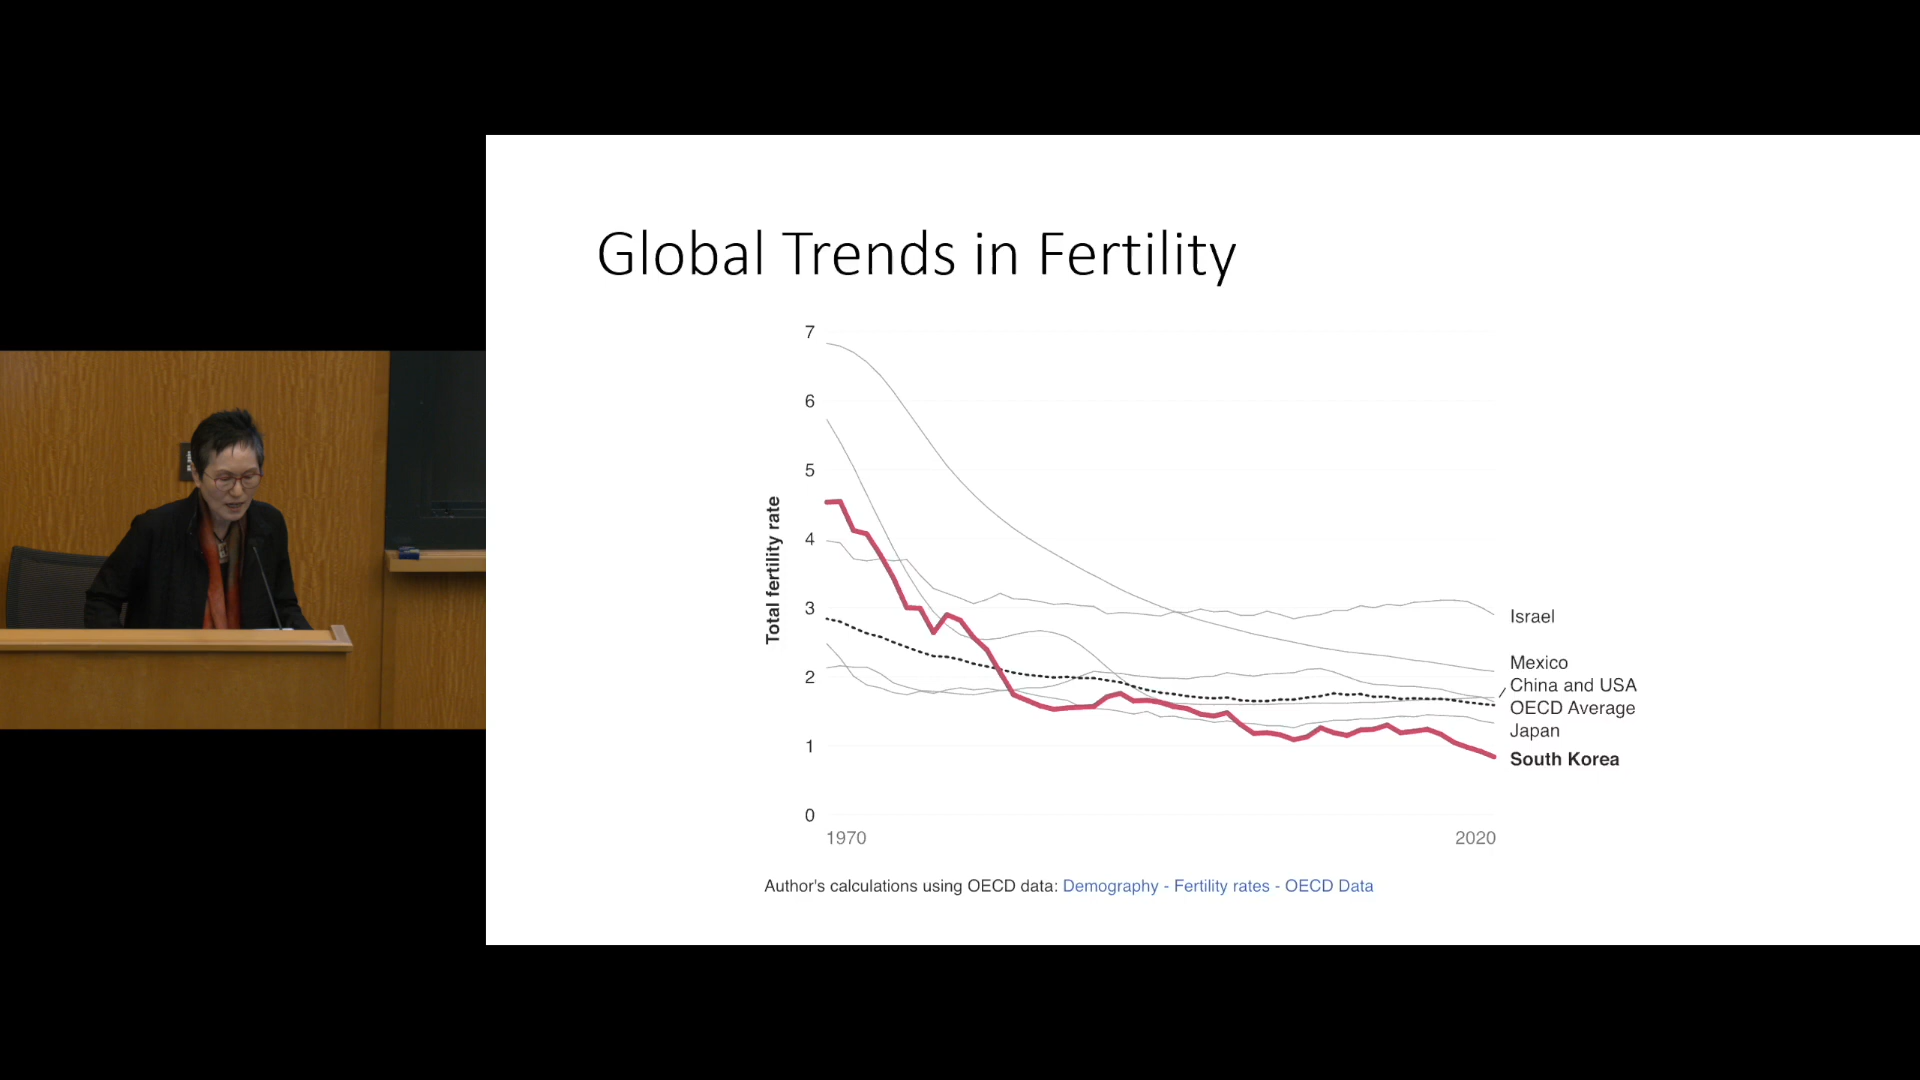 Global Trends in Fertility
7
6
5
4
3
2
1
0
Total fertility rate
1970
2020
Israel
Mexico
China and USA
OECD Average
Japan
South Korea
Author's calculations using OECD data: Demography - Fertility rates - OECD Data